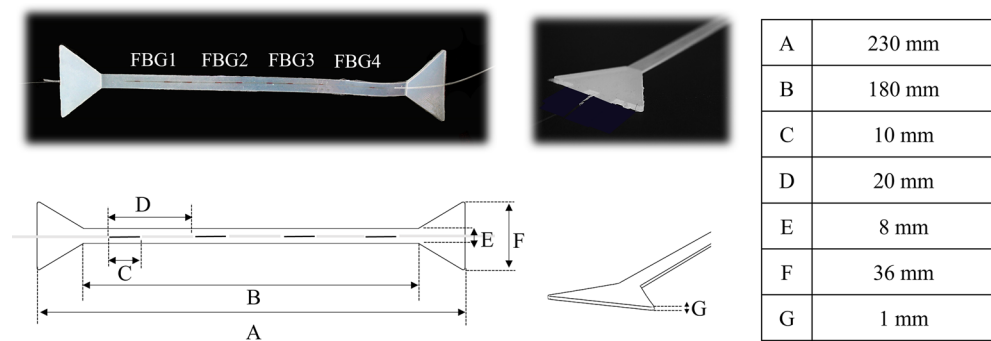 FBG1 FBG2 FBG3 FBG4
A 230 mm
B 180 mm
C 10 mm
D 20 mm
E 8 mm
F 36 mm
G 1 mm
D
E
F
C
B
A
G